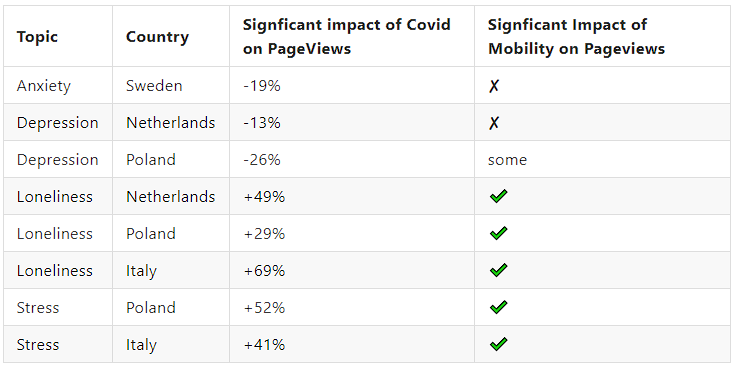 Topic Country Signficant impact of Covid on PageViews Signficant Impact of Mobility on Pageviews
Anxiety Sweden -19% ✗
Depression Netherlands -13% ✗
Depression Poland -26% some
Loneliness Netherlands +49% ✔
Loneliness Poland +29% ✔
Loneliness Italy +69% ✔
Stress Poland +52% ✔
Stress Italy +41% ✔